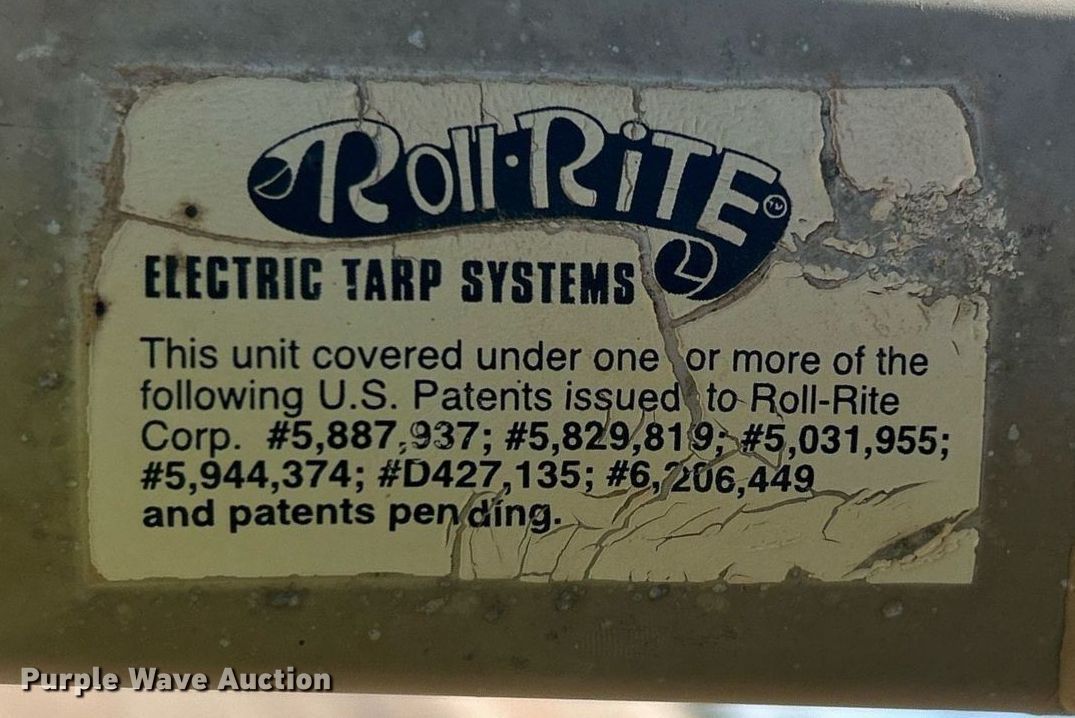 Roll·Rite™
ELECTRIC TARP SYSTEMS
This unit covered under one or more of the
following U.S. Patents issued to Roll-Rite
Corp. #5,887,937; #5,829,819; #5,031,955;
#5,944,374; #D427,135; #6,206,449
and patents pending.
Purple Wave Auction